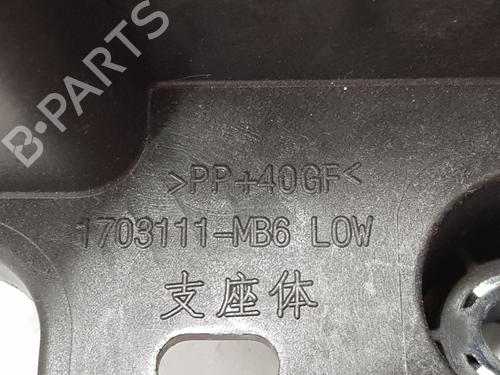 B-PARTS
>PP+40GF<
1703111-MB6 LOW
支座体